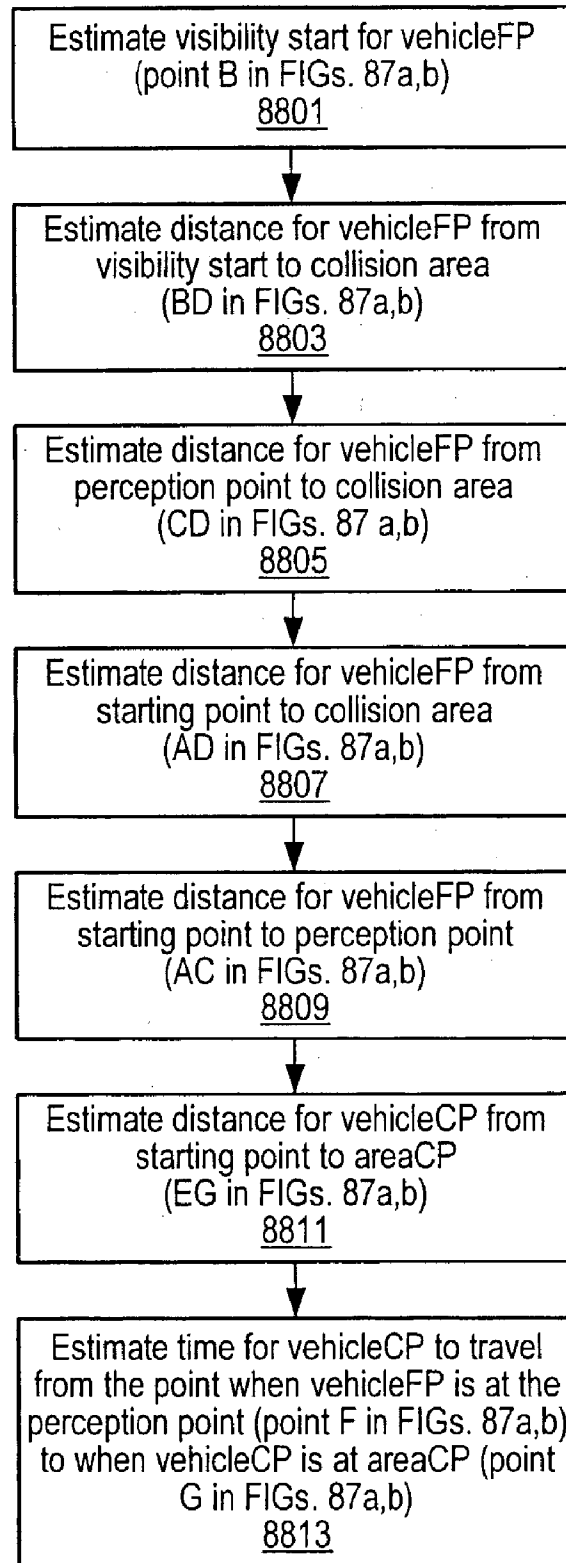 Estimate visibility start for vehicleFP
(point B in FIGs. 87a,b)
8801
Estimate distance for vehicleFP from
visibility start to collision area
(BD in FIGs. 87a,b)
8803
Estimate distance for vehicleFP from
perception point to collision area
(CD in FIGs. 87 a,b)
8805
Estimate distance for vehicleFP from
starting point to collision area
(AD in FIGs. 87a,b)
8807
Estimate distance for vehicleFP from
starting point to perception point
(AC in FIGs. 87a,b)
8809
Estimate distance for vehicleCP from
starting point to areaCP
(EG in FIGs. 87a,b)
8811
Estimate time for vehicleCP to travel
from the point when vehicleFP is at the
perception point (point F in FIGs. 87a,b)
to when vehicleCP is at areaCP (point
G in FIGs. 87a,b)
8813